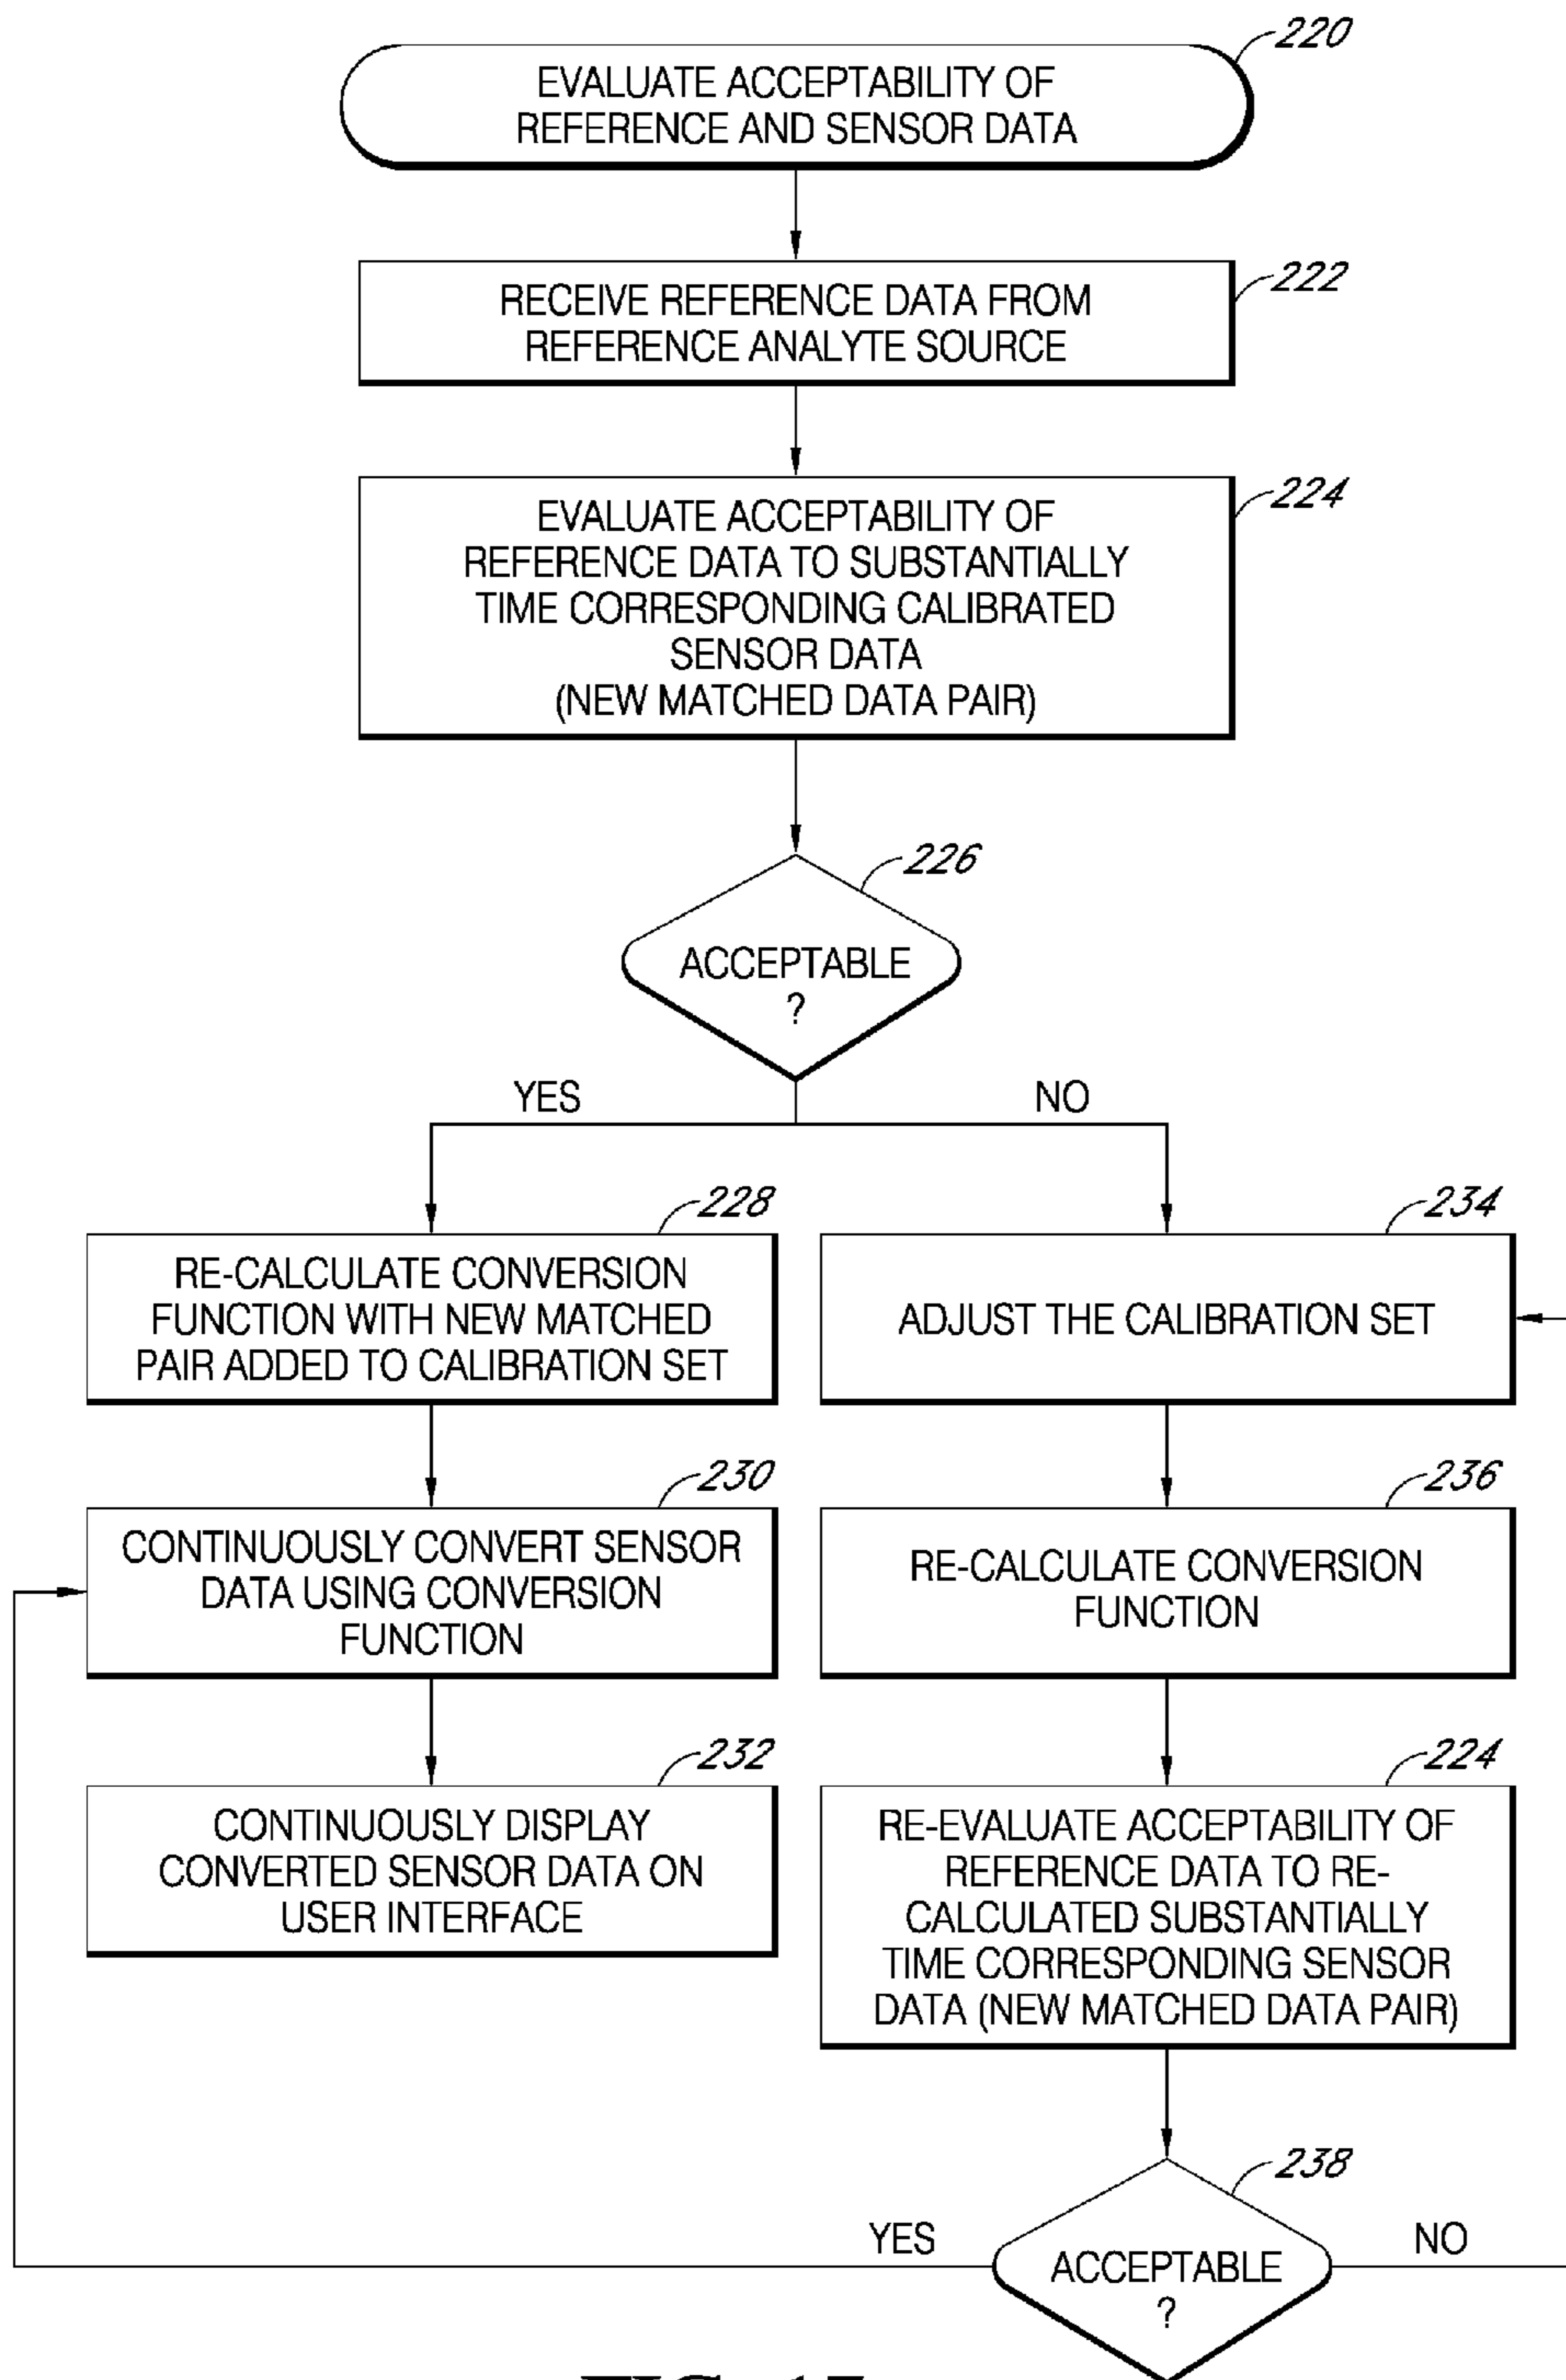 220
EVALUATE ACCEPTABILITY OF
REFERENCE AND SENSOR DATA
222
RECEIVE REFERENCE DATA FROM
REFERENCE ANALYTE SOURCE
224
EVALUATE ACCEPTABILITY OF
REFERENCE DATA TO SUBSTANTIALLY
TIME CORRESPONDING CALIBRATED
SENSOR DATA
(NEW MATCHED DATA PAIR)
226
ACCEPTABLE
?
YES
NO
228
RE-CALCULATE CONVERSION
FUNCTION WITH NEW MATCHED
PAIR ADDED TO CALIBRATION SET
234
ADJUST THE CALIBRATION SET
230
CONTINUOUSLY CONVERT SENSOR
DATA USING CONVERSION
FUNCTION
236
RE-CALCULATE CONVERSION
FUNCTION
232
CONTINUOUSLY DISPLAY
CONVERTED SENSOR DATA ON
USER INTERFACE
224
RE-EVALUATE ACCEPTABILITY OF
REFERENCE DATA TO RE-
CALCULATED SUBSTANTIALLY
TIME CORRESPONDING SENSOR
DATA (NEW MATCHED DATA PAIR)
238
YES
ACCEPTABLE
?
NO